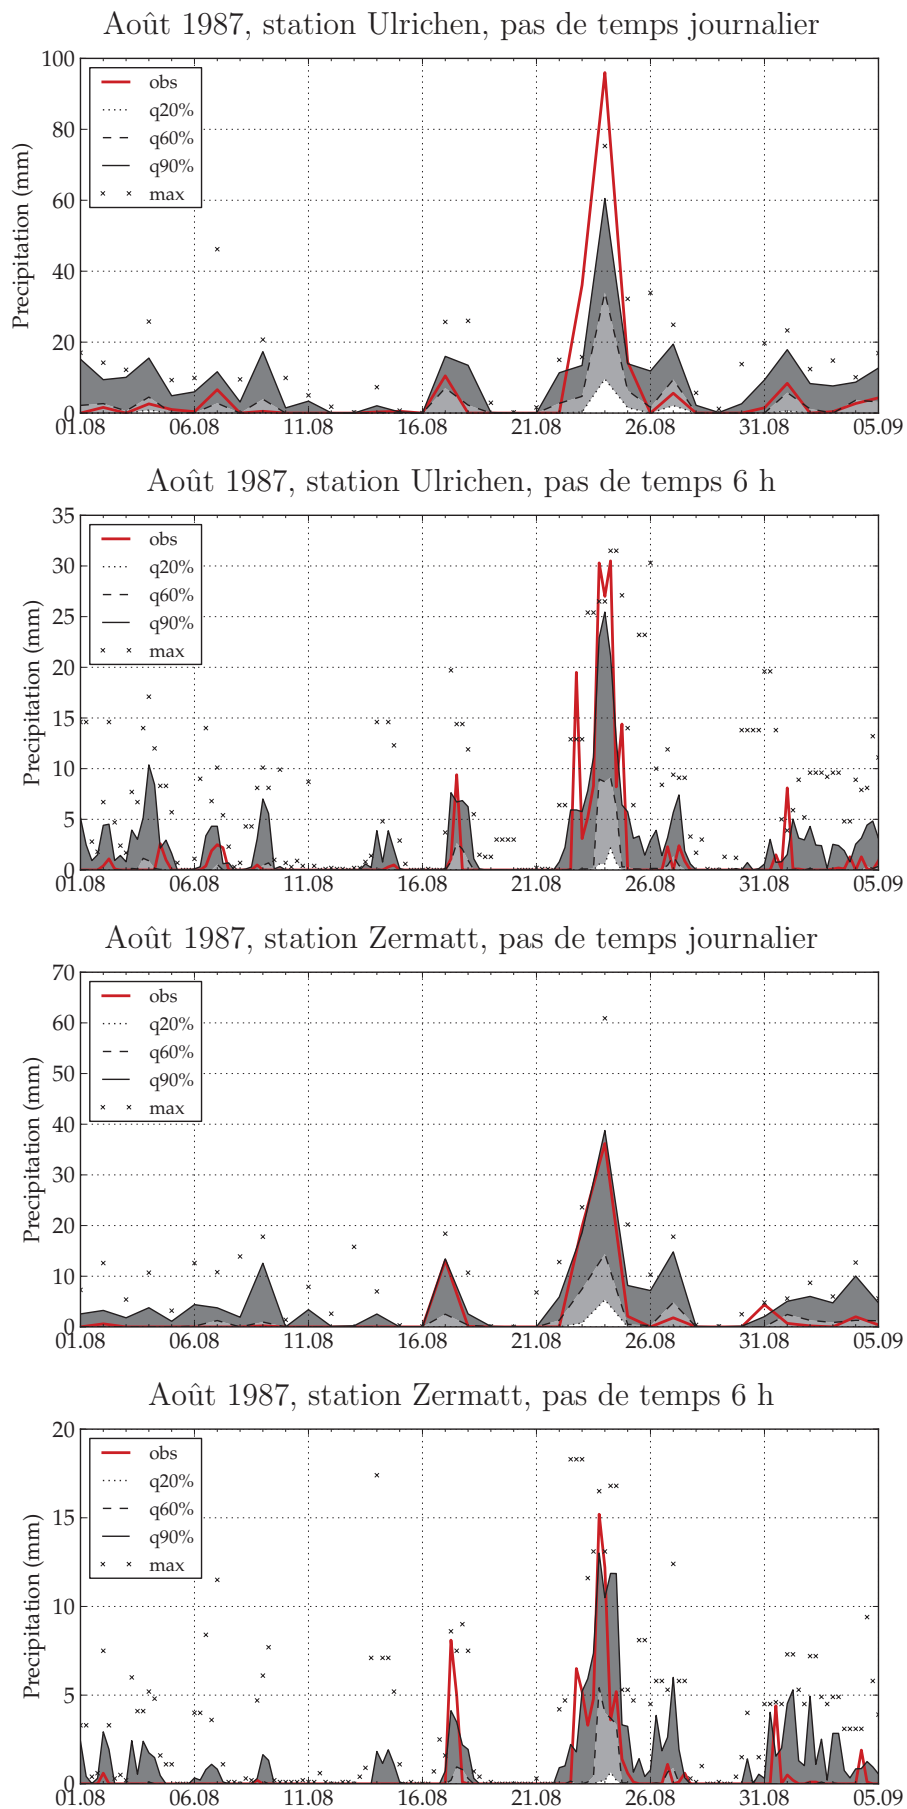 Août 1987, station Ulrichen, pas de temps journalier
100
80
60
40
20
0
Precipitation (mm)
obs
q20%
q60%
q90%
max
01.08 06.08 11.08 16.08 21.08 26.08 31.08 05.09
Août 1987, station Ulrichen, pas de temps 6 h
35
30
25
20
15
10
5
0
Precipitation (mm)
obs
q20%
q60%
q90%
max
01.08 06.08 11.08 16.08 21.08 26.08 31.08 05.09
Août 1987, station Zermatt, pas de temps journalier
70
60
50
40
30
20
10
0
Precipitation (mm)
obs
q20%
q60%
q90%
max
01.08 06.08 11.08 16.08 21.08 26.08 31.08 05.09
Août 1987, station Zermatt, pas de temps 6 h
20
15
10
5
0
Precipitation (mm)
obs
q20%
q60%
q90%
max
01.08 06.08 11.08 16.08 21.08 26.08 31.08 05.09